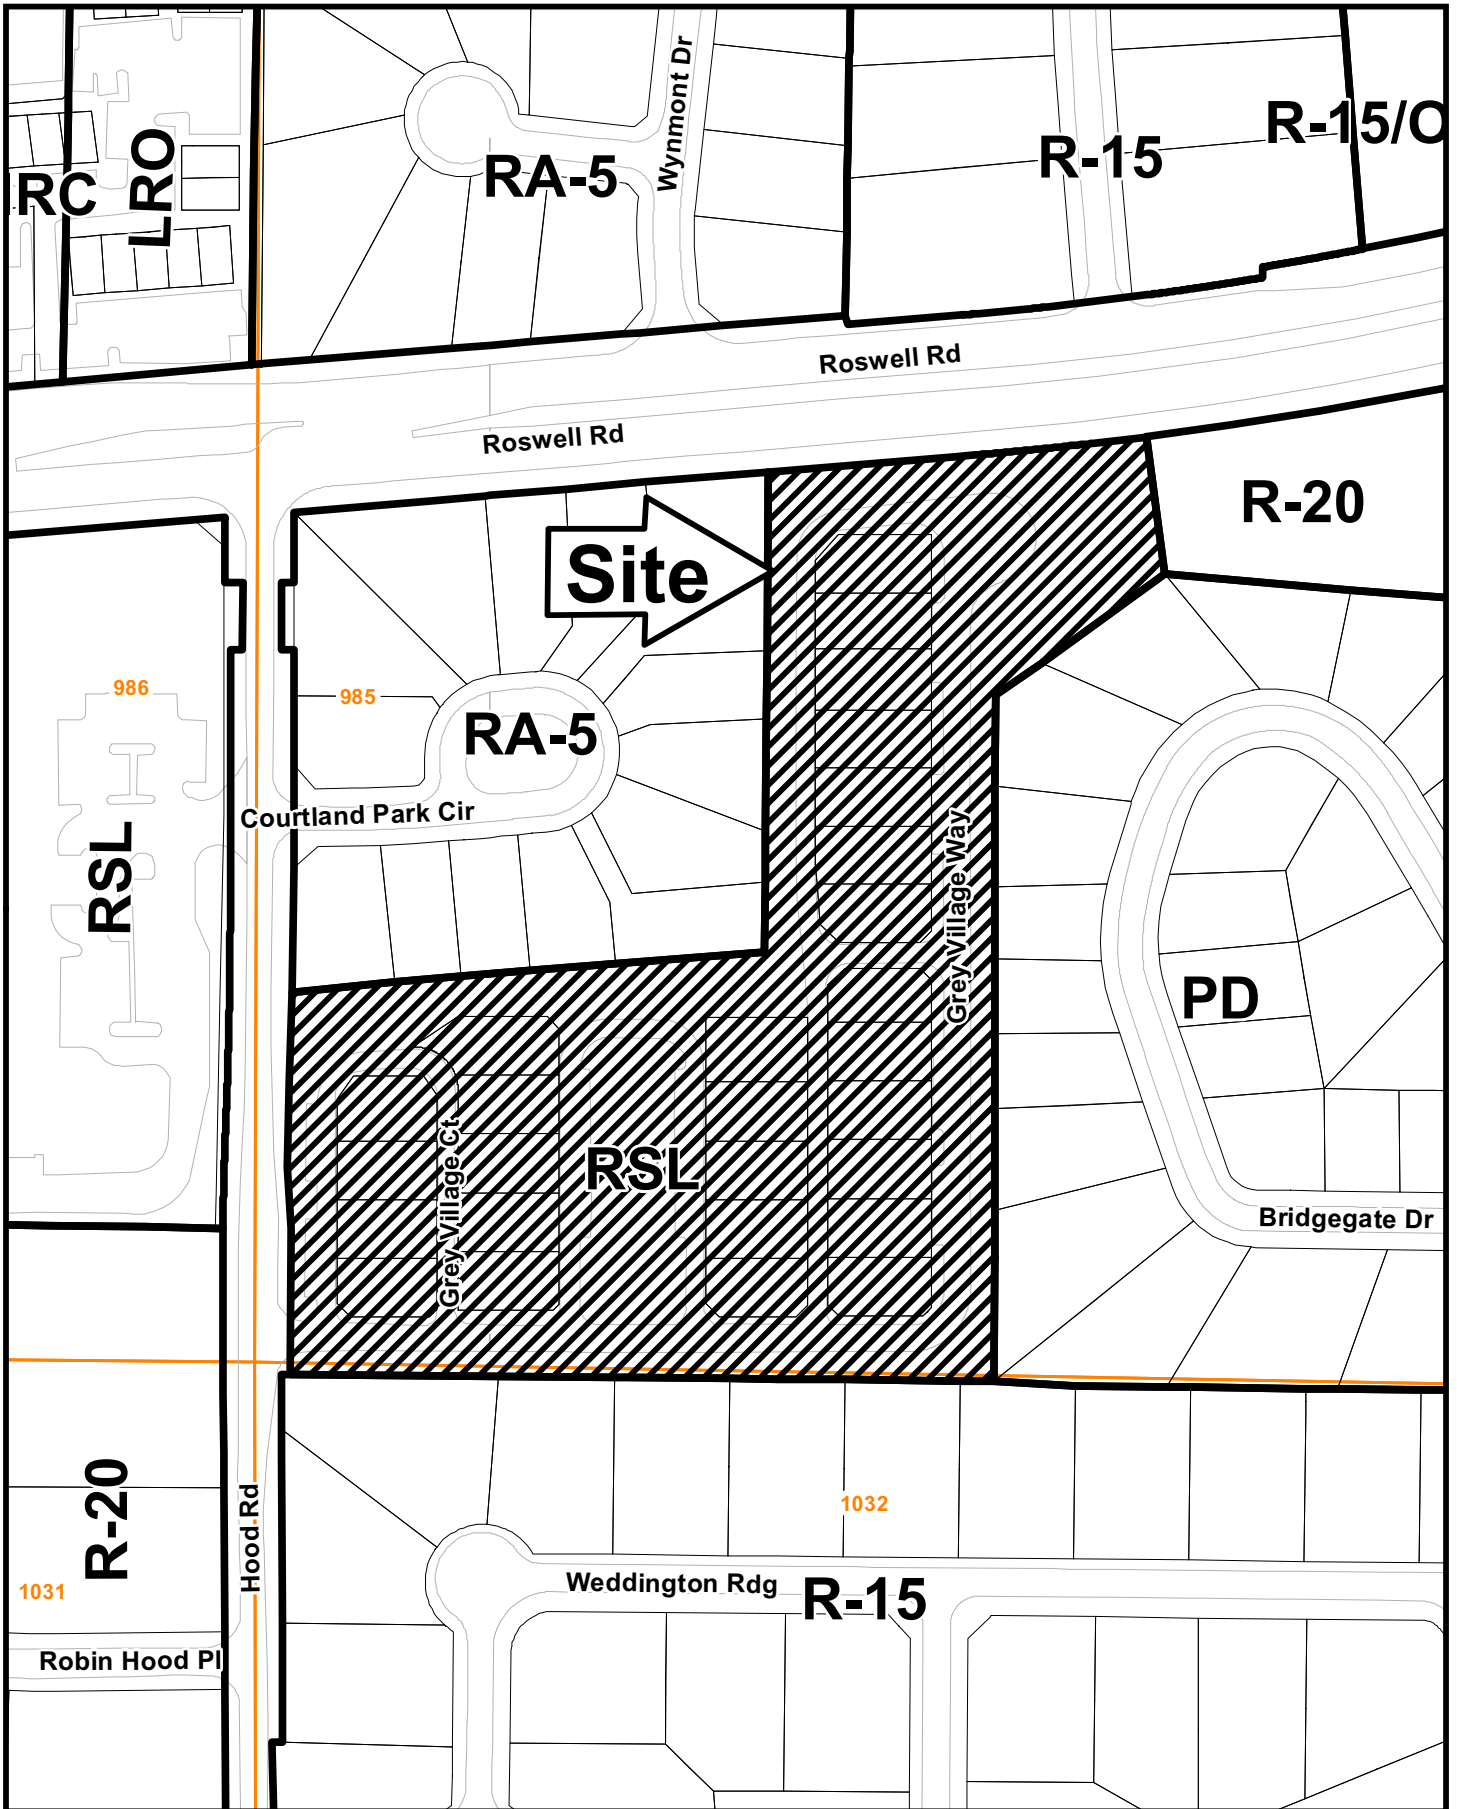 R-15/O
LRO
R-15
RA-5
Wynmont Dr
RC
Roswell Rd
Roswell Rd
R-20
Site
986
985
RA-5
Courtland Park Cir
RSL
Grey Village Way
PD
RSL
Grey Village Ct
Bridgegate Dr
R-20
Hood Rd
1032
1031
Weddington Rdg
R-15
Robin Hood Pl